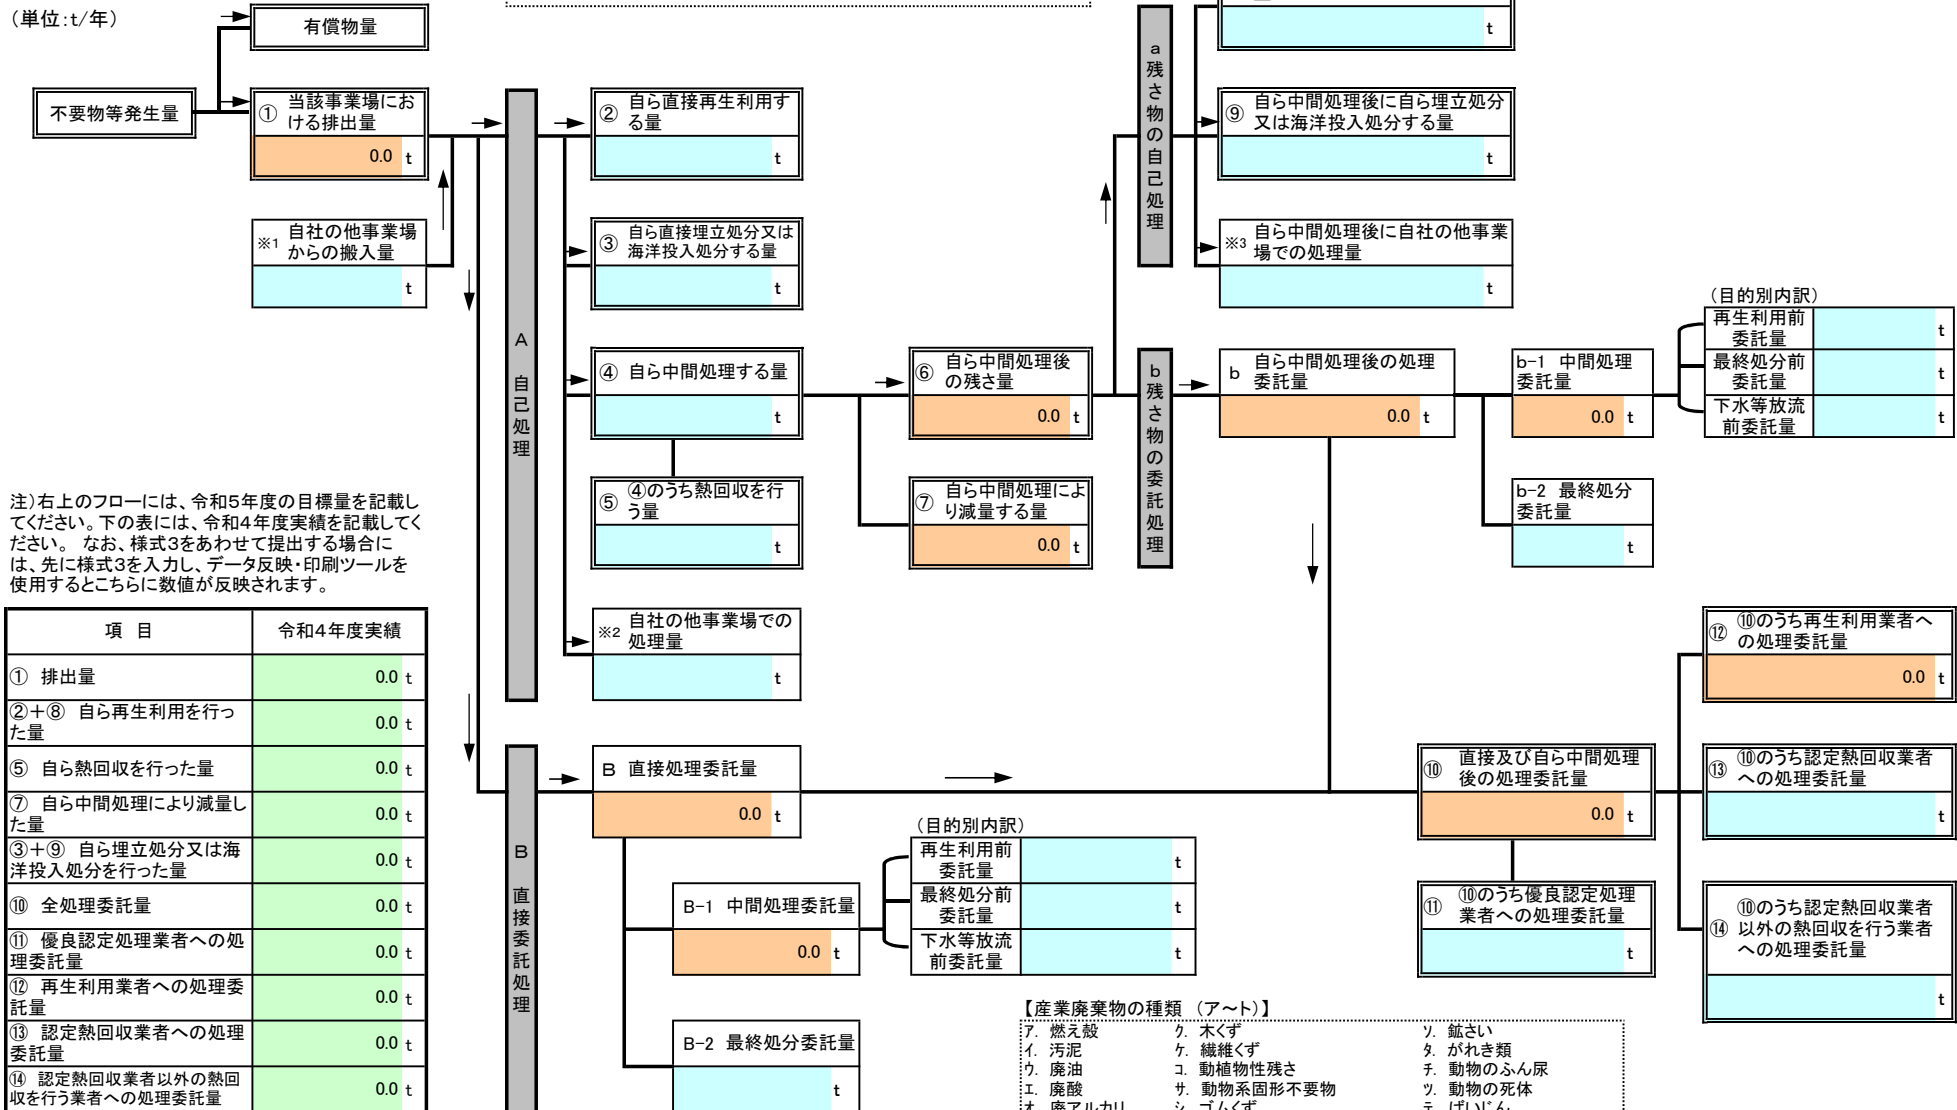 （単位：t/年）
有償物量
不要物等発生量
① 当該事業場にお
ける排出量
0.0 t
※1 自社の他事業場
からの搬入量
t
A 自己処理
② 自ら直接再生利用す
る量
t
③ 自ら直接埋立処分又は
海洋投入処分する量
t
④ 自ら中間処理する量
t
⑤ ④のうち熱回収を行
う量
t
※2 自社の他事業場での
処理量
t
⑥ 自ら中間処理後
の残さ量
0.0 t
⑦ 自ら中間処理によ
り減量する量
0.0 t
a 残さ物の自己処理
t
⑨ 自ら中間処理後に自ら埋立処分
又は海洋投入処分する量
t
※3 自ら中間処理後に自社の他事業
場での処理量
t
b 残さ物の委託処理
b 自ら中間処理後の処理
委託量
0.0 t
b-1 中間処理
委託量
0.0 t
（目的別内訳）
再生利用前
委託量
t
最終処分前
委託量
t
下水等放流
前委託量
t
b-2 最終処分
委託量
t
注）右上のフローには、令和５年度の目標量を記載し
てください。下の表には、令和４年度実績を記載してく
ださい。 なお、様式３をあわせて提出する場合に
は、先に様式３を入力し、データ反映・印刷ツールを
使用するとこちらに数値が反映されます。
項 目 令和４年度実績
① 排出量 0.0 t
②＋⑧ 自ら再生利用を行っ
た量 0.0 t
⑤ 自ら熱回収を行った量 0.0 t
⑦ 自ら中間処理により減量し
た量 0.0 t
③＋⑨ 自ら埋立処分又は海
洋投入処分を行った量 0.0 t
⑩ 全処理委託量 0.0 t
⑪ 優良認定処理業者への処
理委託量 0.0 t
⑫ 再生利用業者への処理委
託量 0.0 t
⑬ 認定熱回収業者への処理
委託量 0.0 t
⑭ 認定熱回収業者以外の熱回
収を行う業者への処理委託量 0.0 t
B 直接委託処理
B 直接処理委託量
0.0 t
B-1 中間処理委託量
0.0 t
（目的別内訳）
再生利用前
委託量
t
最終処分前
委託量
t
下水等放流
前委託量
t
B-2 最終処分委託量
t
⑩ 直接及び自ら中間処理
後の処理委託量
0.0 t
⑪ ⑩のうち優良認定処理
業者への処理委託量
t
⑫ ⑩のうち再生利用業者へ
の処理委託量
0.0 t
⑬ ⑩のうち認定熱回収業者
への処理委託量
t
⑭ ⑩のうち認定熱回収業者
以外の熱回収を行う業者
への処理委託量
t
【産業廃棄物の種類 （ア～ト）】
ア. 燃え殻 ク. 木くず ソ. 鉱さい
イ. 汚泥 ケ. 繊維くず タ. がれき類
ウ. 廃油 コ. 動植物性残さ チ. 動物のふん尿
エ. 廃酸 サ. 動物系固形不要物 ツ. 動物の死体
オ. 廃アルカリ シ. ゴムくず テ. ばいじん